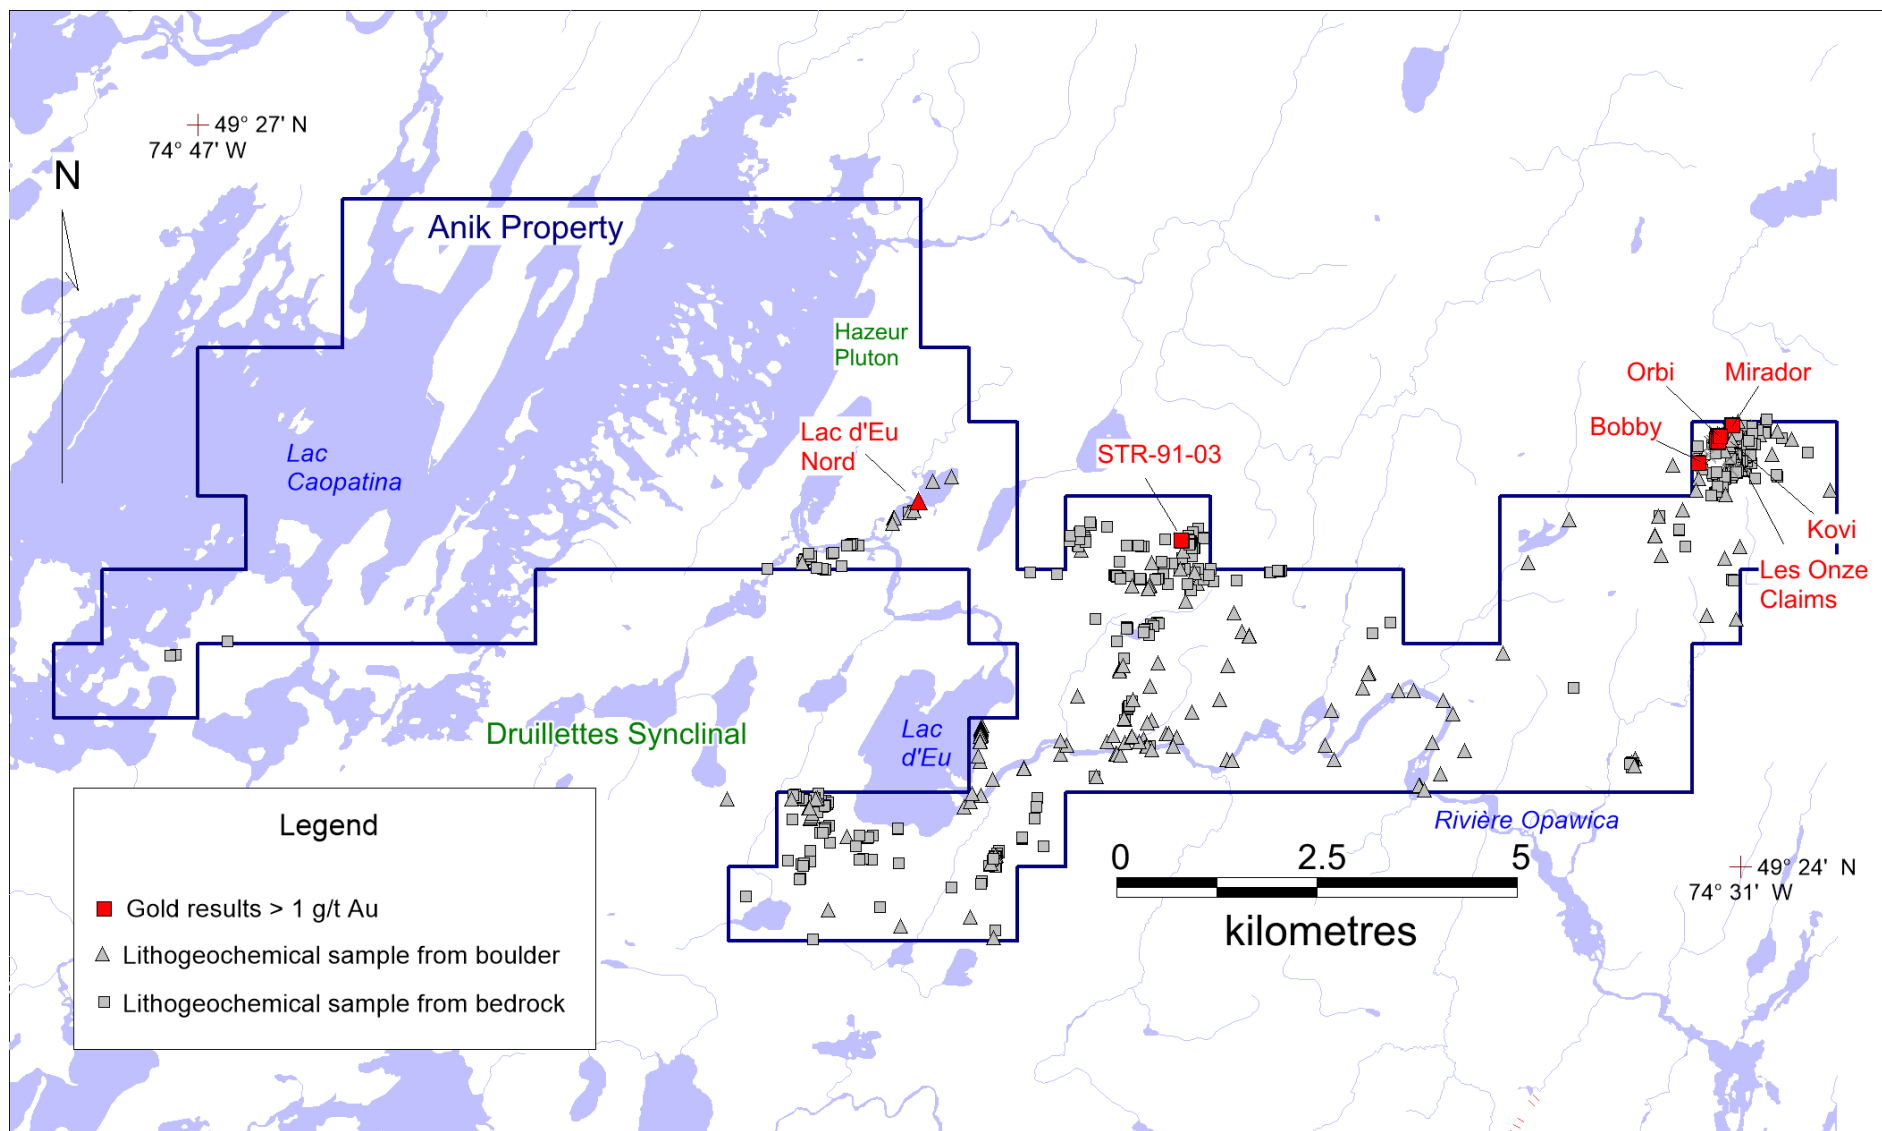 49° 27' N
74° 47' W
N
Anik Property
Hazeur
Pluton
Orbi
Mirador
Bobby
Lac d'Eu
Nord
STR-91-03
Lac
Caopatina
Kovi
Les Onze
Claims
Druillettes Synclinal
Lac
d'Eu
Rivière Opawica
Legend
Gold results > 1 g/t Au
Lithogeochemical sample from boulder
Lithogeochemical sample from bedrock
0 2.5 5
kilometres
49° 24' N
74° 31' W